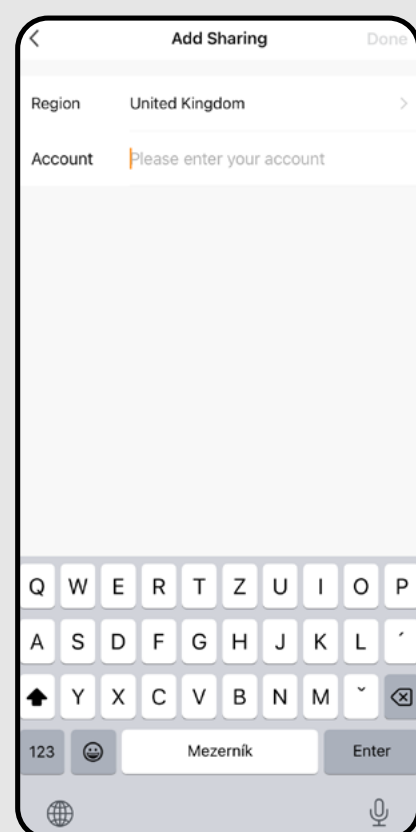 Add Sharing Done
Region United Kingdom
Account Please enter your account
Q W E R T Z U I O P
A S D F G H J K L ´
Y X C V B N M ˇ
123 Mezerník Enter